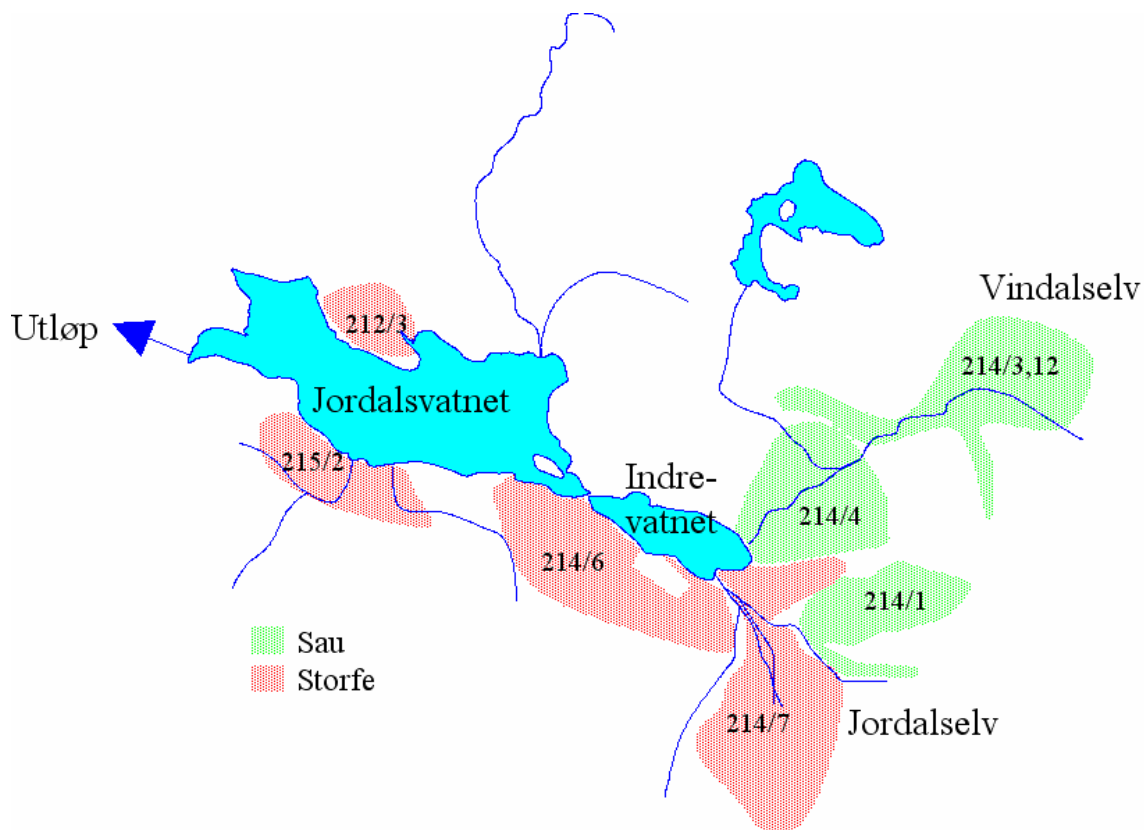 Vindalselv
Utløp
212/3
214/3,12
Jordalsvatnet
215/2
Indre-
vatnet
214/4
214/6
214/1
Sau
Storfe
214/7
Jordalselv